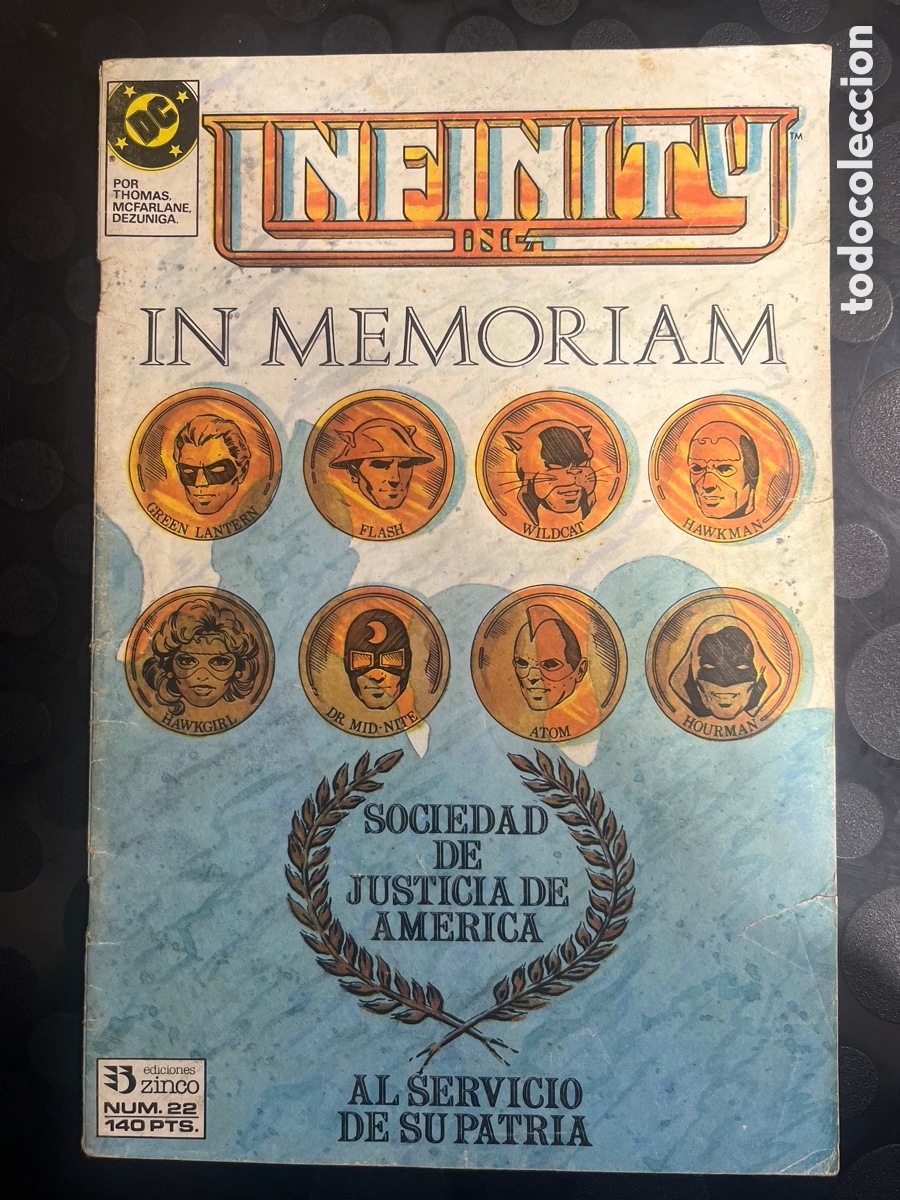 DC
®
POR
THOMAS,
MCFARLANE,
DEZUNIGA.
INFINITY
INC.
TM
IN MEMORIAM
GREEN LANTERN
FLASH
WILDCAT
HAWKMAN
HAWKGIRL
DR. MID-NITE
ATOM
HOURMAN
SOCIEDAD
DE
JUSTICIA DE
AMERICA
AL SERVICIO
DE SU PATRIA
ediciones
zinco
NUM. 22
140 PTS.
todocoleccion